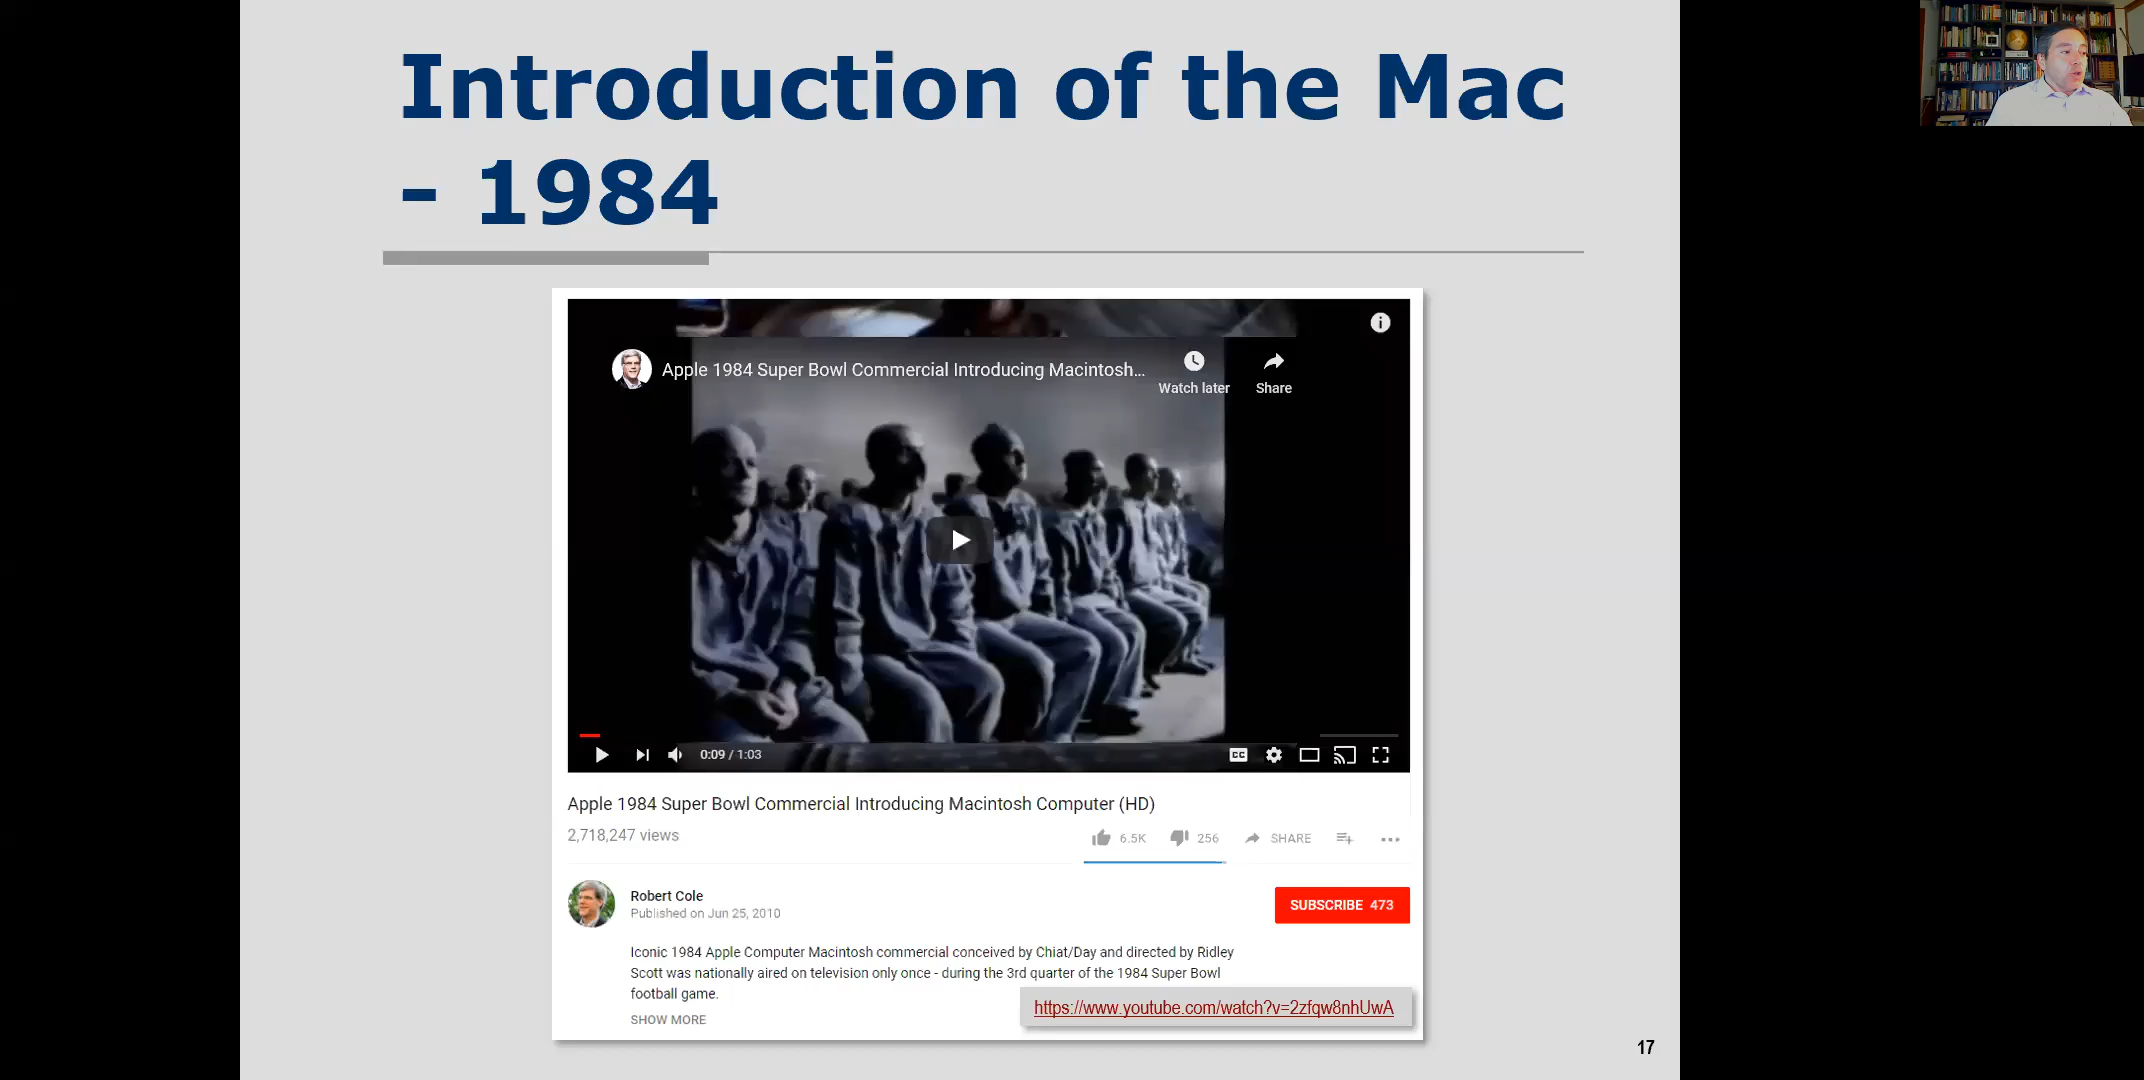 Introduction of the Mac
- 1984
Apple 1984 Super Bowl Commercial Introducing Macintosh...
Watch later
Share
0:09 / 1:03
CC
Apple 1984 Super Bowl Commercial Introducing Macintosh Computer (HD)
2,718,247 views
6.5K
256
SHARE
Robert Cole
Published on Jun 25, 2010
SUBSCRIBE 473
Iconic 1984 Apple Computer Macintosh commercial conceived by Chiat/Day and directed by Ridley
Scott was nationally aired on television only once - during the 3rd quarter of the 1984 Super Bowl
football game.
https://www.youtube.com/watch?v=2zfqw8nhUwA
SHOW MORE
17